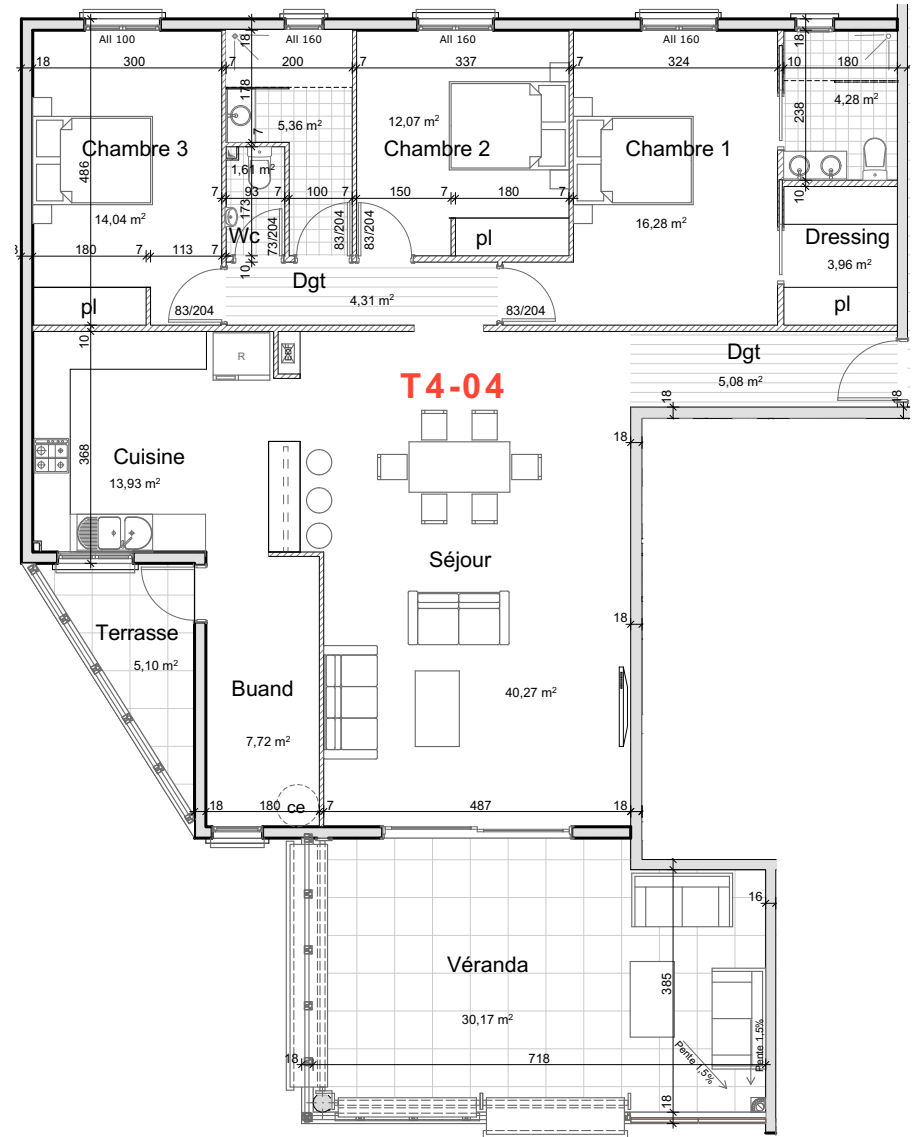 All 100
All 160
All 160
All 160
18
300
7
200
7
337
7
324
10
180
18
18
178
7
238
10
5,36 m²
12,07 m²
4,28 m²
Chambre 3
Chambre 2
Chambre 1
486
1,61 m²
7
93
7
100
7
150
7
180
7
173
14,04 m²
16,28 m²
Wc
73/204
83/204
83/204
pl
Dressing
3,96 m²
180
7
113
7
10
Dgt
4,31 m²
pl
83/204
83/204
pl
10
R
Dgt
5,08 m²
T4-04
18
18
18
368
Cuisine
13,93 m²
Séjour
18
Terrasse
5,10 m²
Buand
7,72 m²
40,27 m²
18
180
ce
7
487
18
16
Véranda
385
30,17 m²
18
718
Pente 1,5%
Pente 1,5%
18